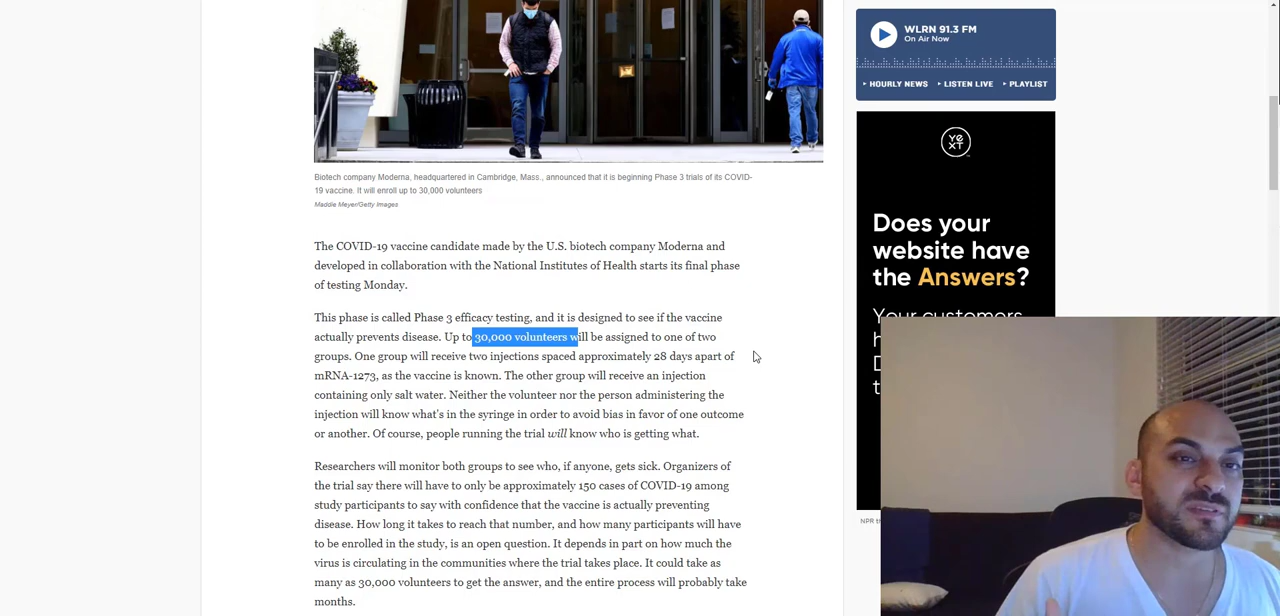 WLRN 91.3 FM
On Air Now
HOURLY NEWS
LISTEN LIVE
PLAYLIST
Biotech company Moderna, headquartered in Cambridge, Mass., announced that it is beginning Phase 3 trials of its COVID-
19 vaccine. It will enroll up to 30,000 volunteers
Maddie Meyer/Getty Images
The COVID-19 vaccine candidate made by the U.S. biotech company Moderna and
developed in collaboration with the National Institutes of Health starts its final phase
of testing Monday.
This phase is called Phase 3 efficacy testing, and it is designed to see if the vaccine
actually prevents disease. Up to 30,000 volunteers will be assigned to one of two
groups. One group will receive two injections spaced approximately 28 days apart of
mRNA-1273, as the vaccine is known. The other group will receive an injection
containing only salt water. Neither the volunteer nor the person administering the
injection will know what's in the syringe in order to avoid bias in favor of one outcome
or another. Of course, people running the trial will know who is getting what.
Researchers will monitor both groups to see who, if anyone, gets sick. Organizers of
the trial say there will have to only be approximately 150 cases of COVID-19 among
study participants to say with confidence that the vaccine is actually preventing
disease. How long it takes to reach that number, and how many participants will have
to be enrolled in the study, is an open question. It depends in part on how much the
virus is circulating in the communities where the trial takes place. It could take as
many as 30,000 volunteers to get the answer, and the entire process will probably take
months.
yext
Does your
website have
the Answers?
Your customers
NPR